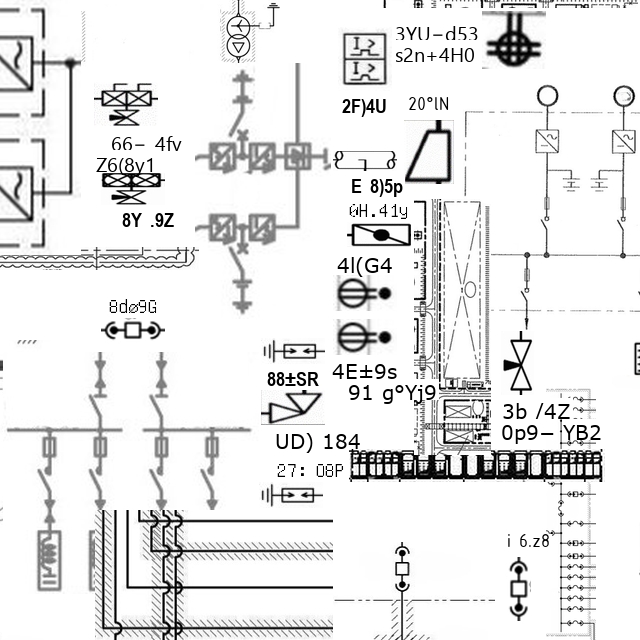 3YU-d53
s2n+4H0
2F)4U
20°lN
66- 4fv
Z6(8y1
E 8)5p
8Y .9Z
0H.41y
4l(G4
8dø9G
4E±9s
88±SR
91 g°Yj9
3b /4Z
0p9- YB2
UD) 184
27: 08P
i 6.z8